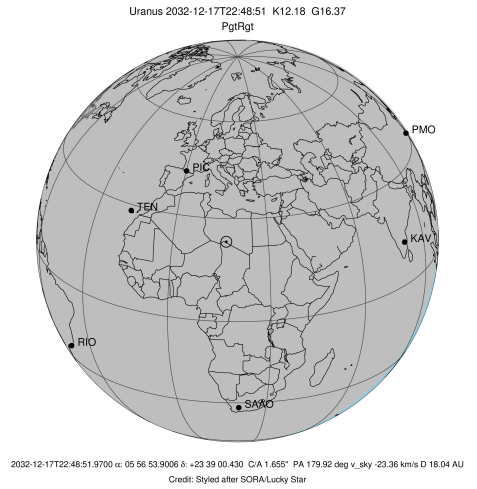 Uranus 2032-12-17T22:48:51 K12.18 G16.37
PgtRgt
PMO
PIC
TEN
KAV
RIO
SAAO
2032-12-17T22:48:51.9700 α: 05 56 53.9006 δ: +23 39 00.430 C/A 1.655" PA 179.92 deg v_sky -23.36 km/s D 18.04 AU
Credit: Styled after SORA/Lucky Star